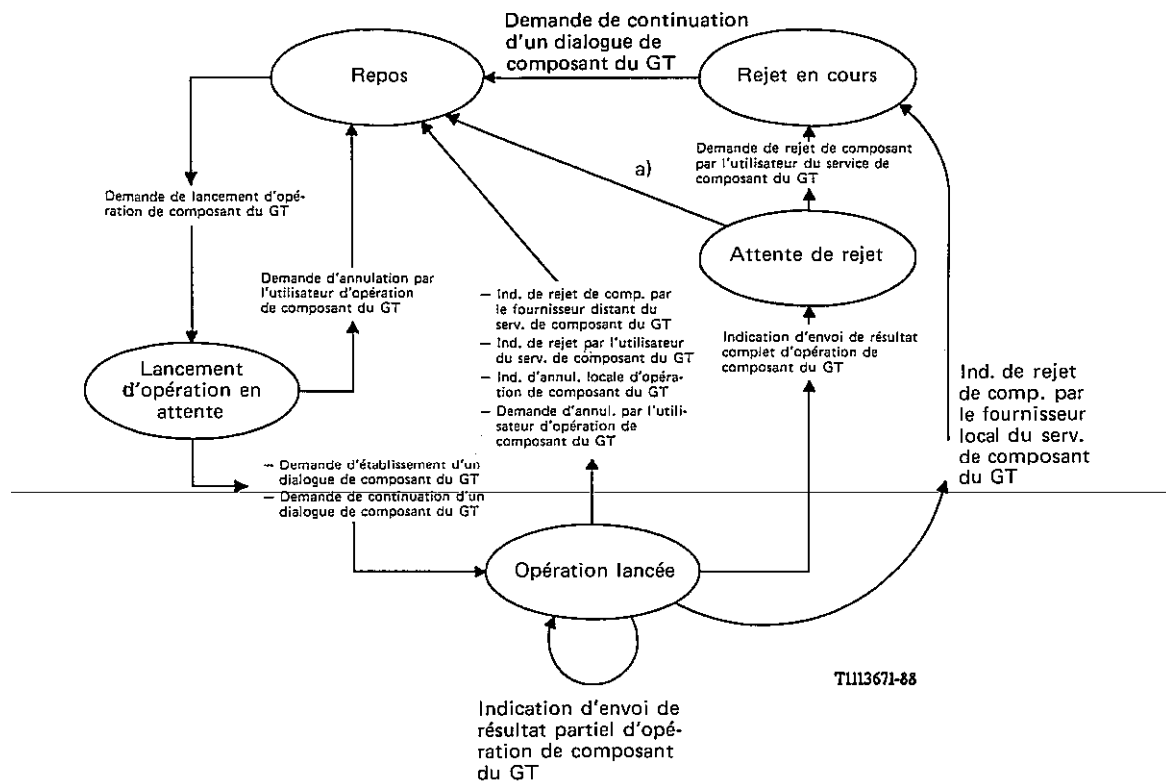 Demande de continuation
d'un dialogue de
composant du GT
Repos
Rejet en cours
Demande de rejet de composant
par l'utilisateur du service de
composant du GT
a)
Demande de lancement d'opé-
ration de composant du GT
Attente de rejet
Demande d'annulation par
l'utilisateur d'opération
de composant du GT
– Ind. de rejet de comp. par
le fournisseur distant du
serv. de composant du GT
– Ind. de rejet par l'utilisateur
du serv. de composant du GT
– Ind. d'annul. locale d'opéra-
tion de composant du GT
– Demande d'annul. par l'utili-
sateur d'opération de
composant du GT
Indication d'envoi de résultat
complet d'opération de
composant du GT
Lancement
d'opération en
attente
Ind. de rejet
de comp. par
le fournisseur
local du serv.
de composant
du GT
– Demande d'établissement d'un
dialogue de composant du GT
– Demande de continuation d'un
dialogue de composant du GT
Opération lancée
T1113671-88
Indication d'envoi de
résultat partiel d'opé-
ration de composant
du GT